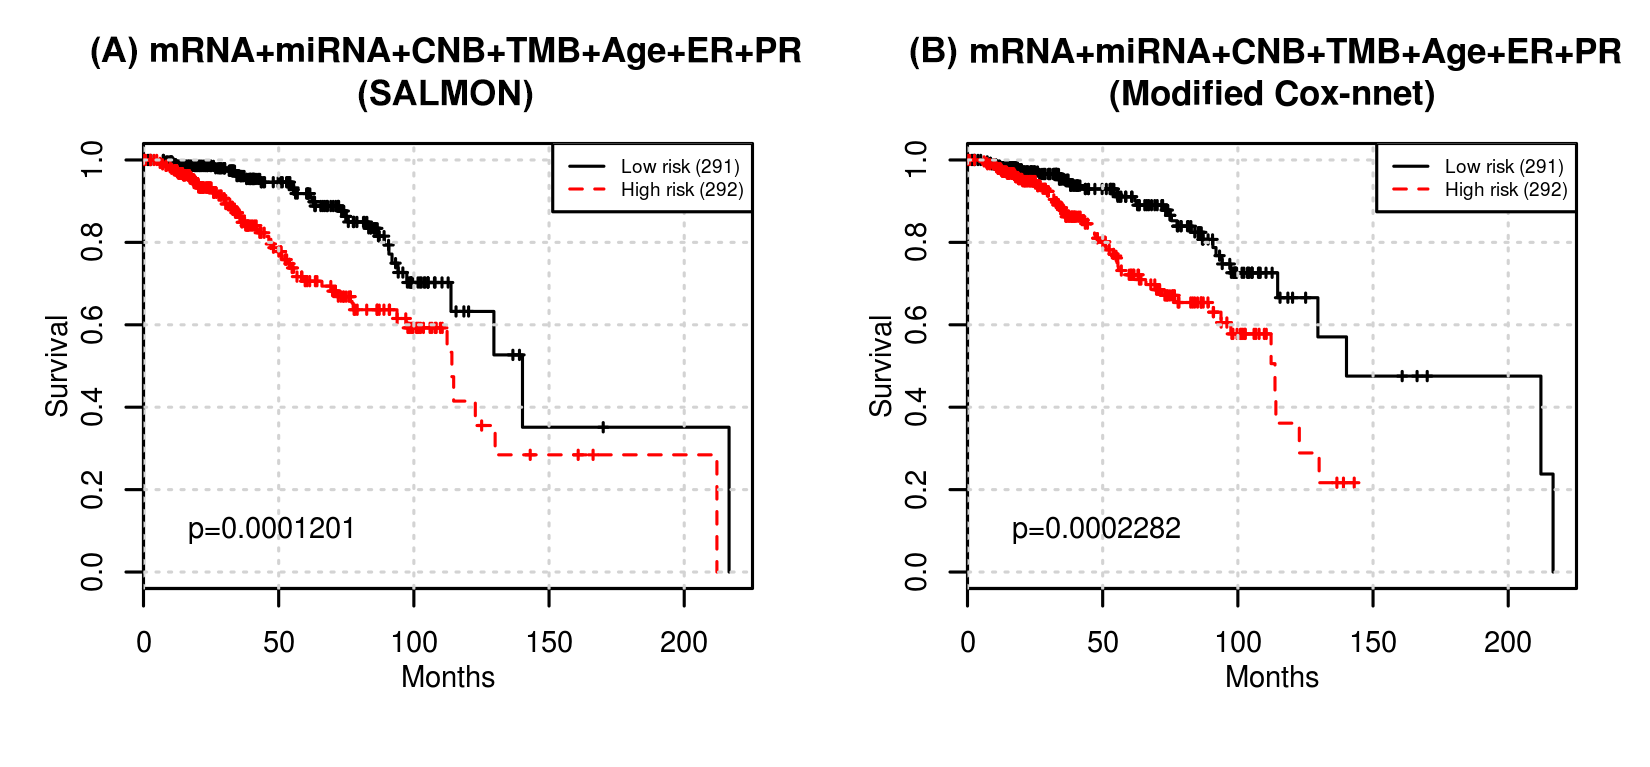 (A) mRNA+miRNA+CNB+TMB+Age+ER+PR
(SALMON)
Low risk (291)
High risk (292)
1.0
0.8
0.6
0.4
0.2
0.0
Survival
p=0.0001201
0 50 100 150 200
Months
(B) mRNA+miRNA+CNB+TMB+Age+ER+PR
(Modified Cox-nnet)
Low risk (291)
High risk (292)
1.0
0.8
0.6
0.4
0.2
0.0
Survival
p=0.0002282
0 50 100 150 200
Months